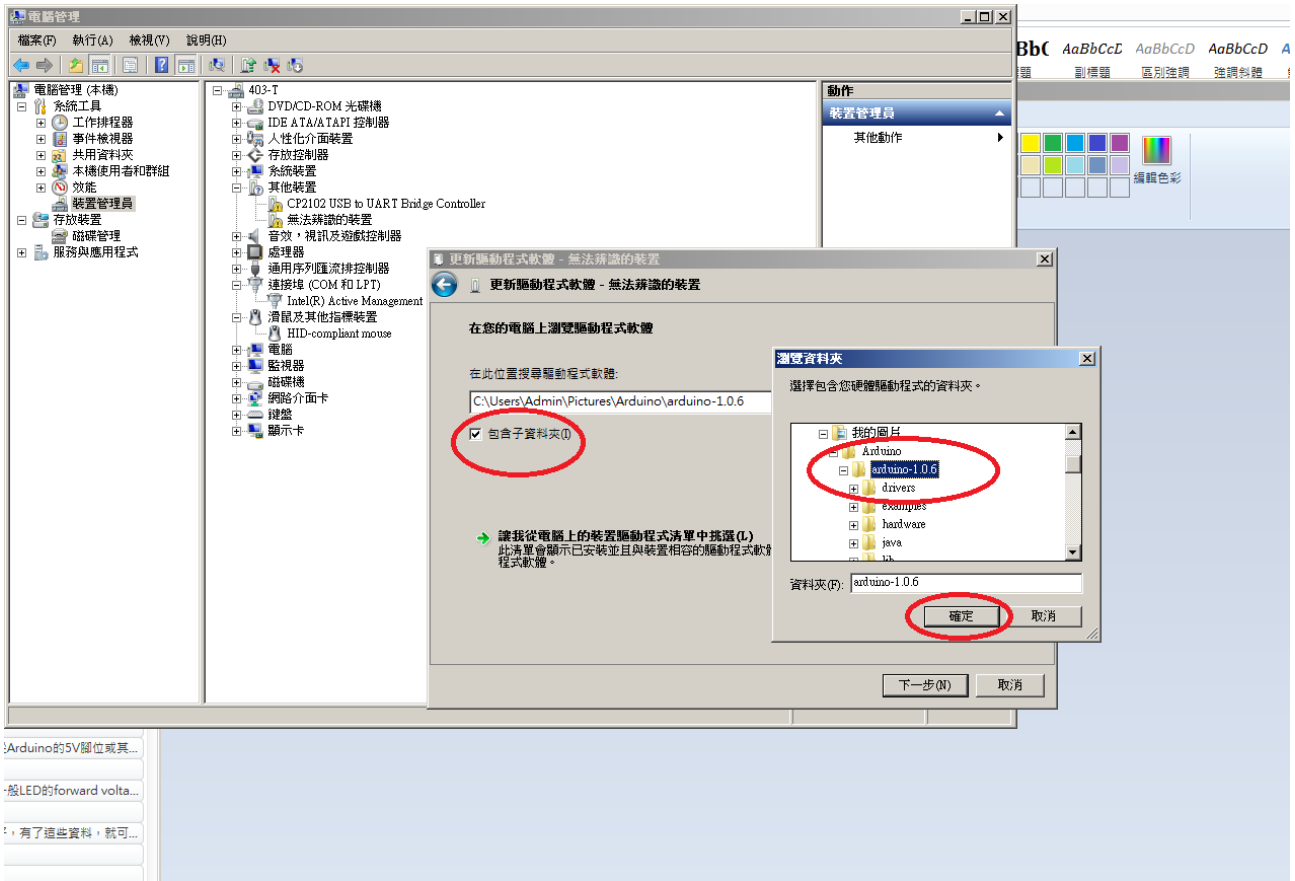 電腦管理
檔案(F) 執行(A) 檢視(V) 說明(H)
電腦管理 (本機)
系統工具
工作排程器
事件檢視器
共用資料夾
本機使用者和群組
效能
裝置管理員
存放裝置
磁碟管理
服務與應用程式
403-T
DVD/CD-ROM 光碟機
IDE ATA/ATAPI 控制器
人性化介面裝置
存放控制器
系統裝置
其他裝置
CP2102 USB to UART Bridge Controller
無法辨識的裝置
音效，視訊及遊戲控制器
處理器
通用序列匯流排控制器
連接埠 (COM 和 LPT)
Intel(R) Active Management
滑鼠及其他指標裝置
HID-compliant mouse
電腦
監視器
磁碟機
網路介面卡
鍵盤
顯示卡
動作
裝置管理員
其他動作
BbC AaBbCcD AaBbCcD AaBbCcD
題 副標題 區別強調 強調斜體
編輯色彩
更新驅動程式軟體 - 無法辨識的裝置
更新驅動程式軟體 - 無法辨識的裝置
在您的電腦上瀏覽驅動程式軟體
在此位置搜尋驅動程式軟體:
C:\Users\Admin\Pictures\Arduino\arduino-1.0.6
包含子資料夾(I)
讓我從電腦上的裝置驅動程式清單中挑選(L)
此清單會顯示已安裝並且與裝置相容的驅動程式軟體
程式軟體。
下一步(N) 取消
瀏覽資料夾
選擇包含您硬體驅動程式的資料夾。
我的圖片
Arduino
arduino-1.0.6
drivers
examples
hardware
java
lib
資料夾(F): arduino-1.0.6
確定 取消
Arduino的5V腳位或其...
一般LED的forward volta...
，有了這些資料，就可...